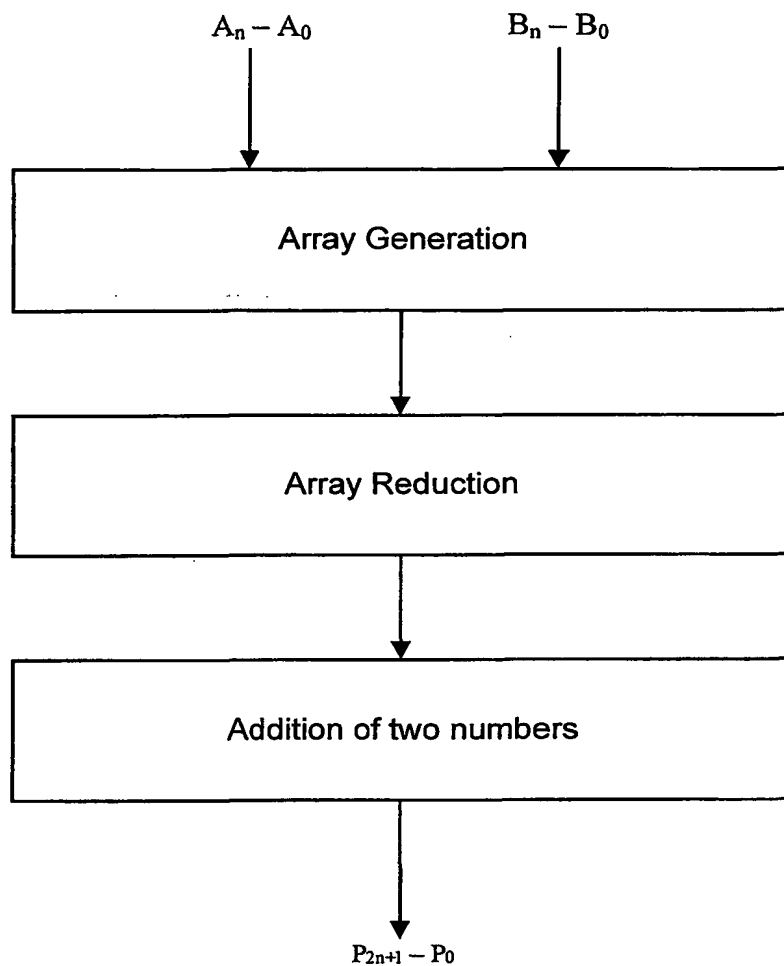 Aₙ – A₀ Bₙ – B₀
Array Generation
Array Reduction
Addition of two numbers
P₂ₙ₊₁ – P₀